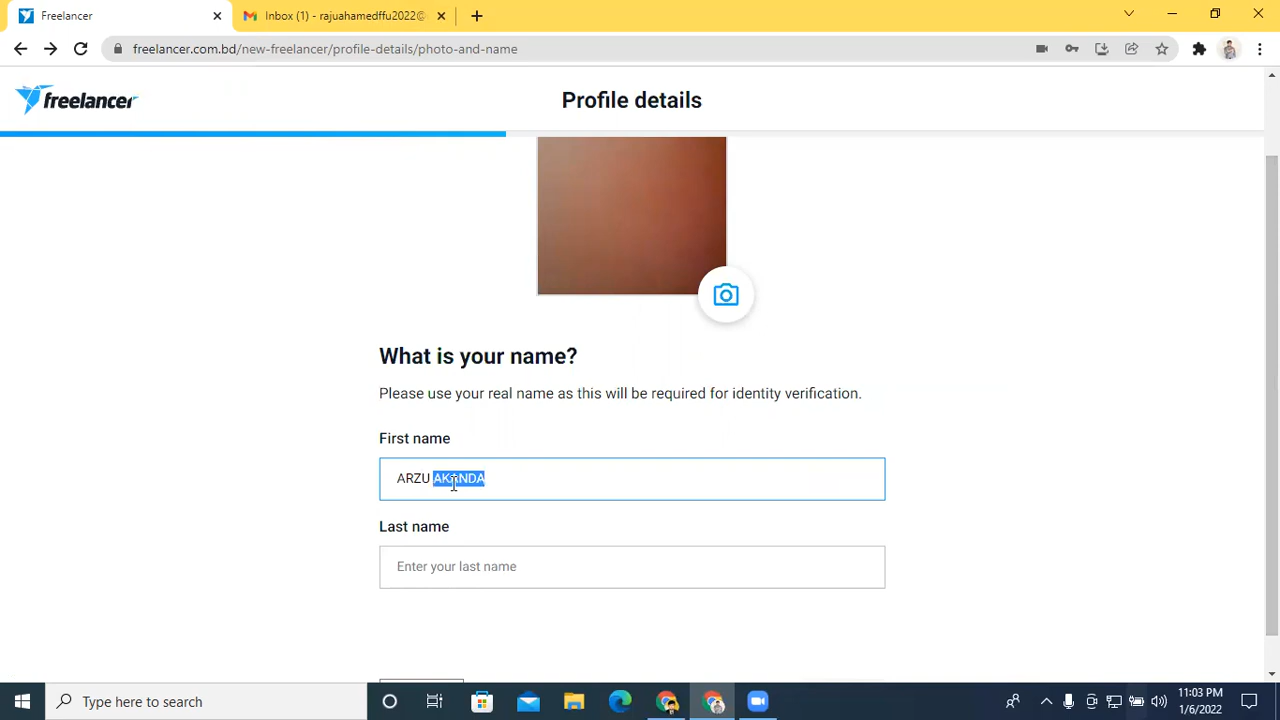 Freelancer
Inbox (1) - rajuahamedffu2022@
freelancer.com.bd/new-freelancer/profile-details/photo-and-name
freelancer
Profile details
What is your name?
Please use your real name as this will be required for identity verification.
First name
ARZU AKANDA
Last name
Enter your last name
Type here to search
11:03 PM
1/6/2022